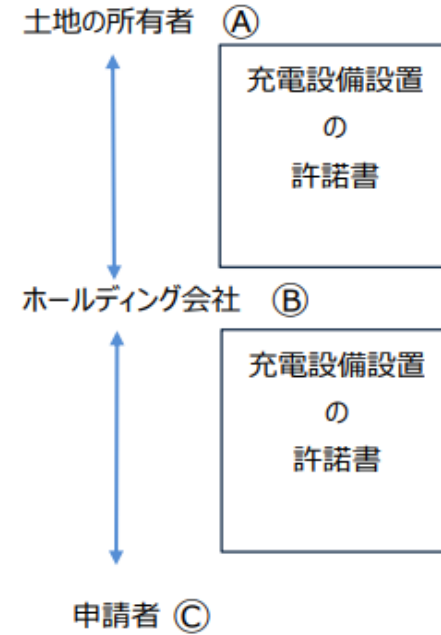 土地の所有者 Ⓐ
充電設備設置
の
許諾書
ホールディング会社 Ⓑ
充電設備設置
の
許諾書
申請者 Ⓒ